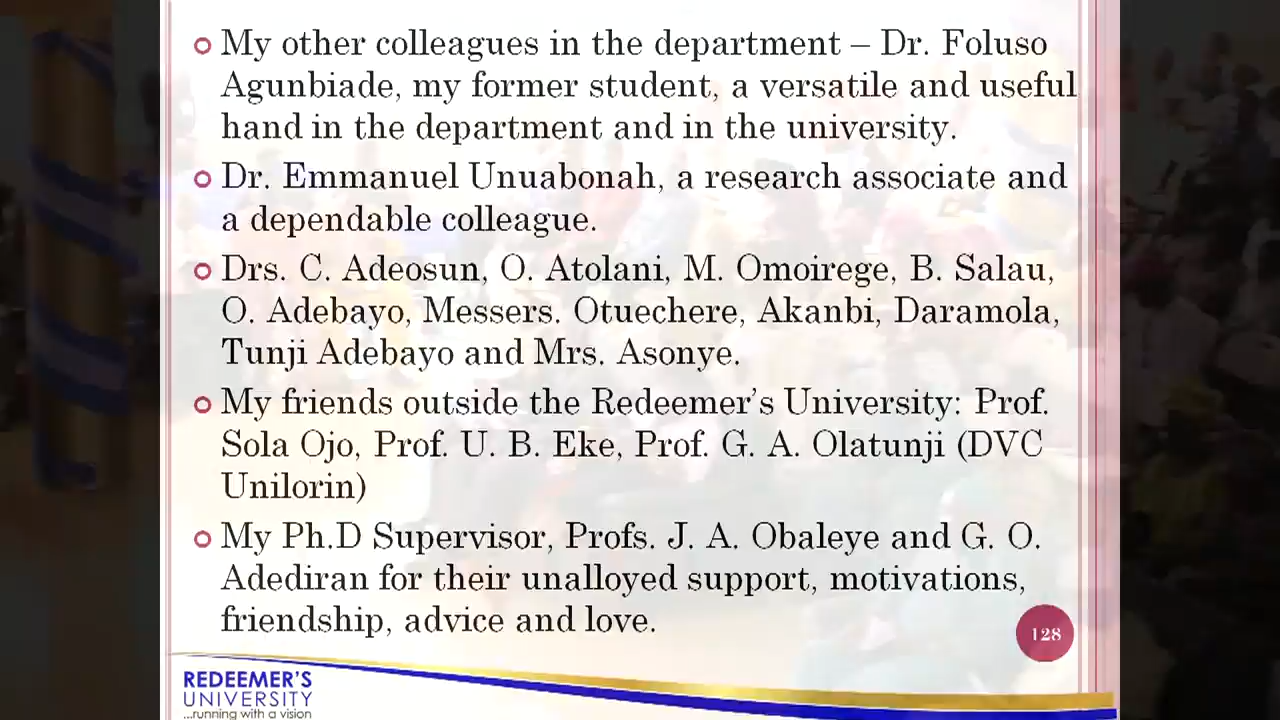 My other colleagues in the department – Dr. Foluso
Agunbiade, my former student, a versatile and useful
hand in the department and in the university.
Dr. Emmanuel Unuabonah, a research associate and
a dependable colleague.
Drs. C. Adeosun, O. Atolani, M. Omoirege, B. Salau,
O. Adebayo, Messers. Otuechere, Akanbi, Daramola,
Tunji Adebayo and Mrs. Asonye.
My friends outside the Redeemer’s University: Prof.
Sola Ojo, Prof. U. B. Eke, Prof. G. A. Olatunji (DVC
Unilorin)
My Ph.D Supervisor, Profs. J. A. Obaleye and G. O.
Adediran for their unalloyed support, motivations,
friendship, advice and love.
128
REDEEMER’S
UNIVERSITY
...running with a vision